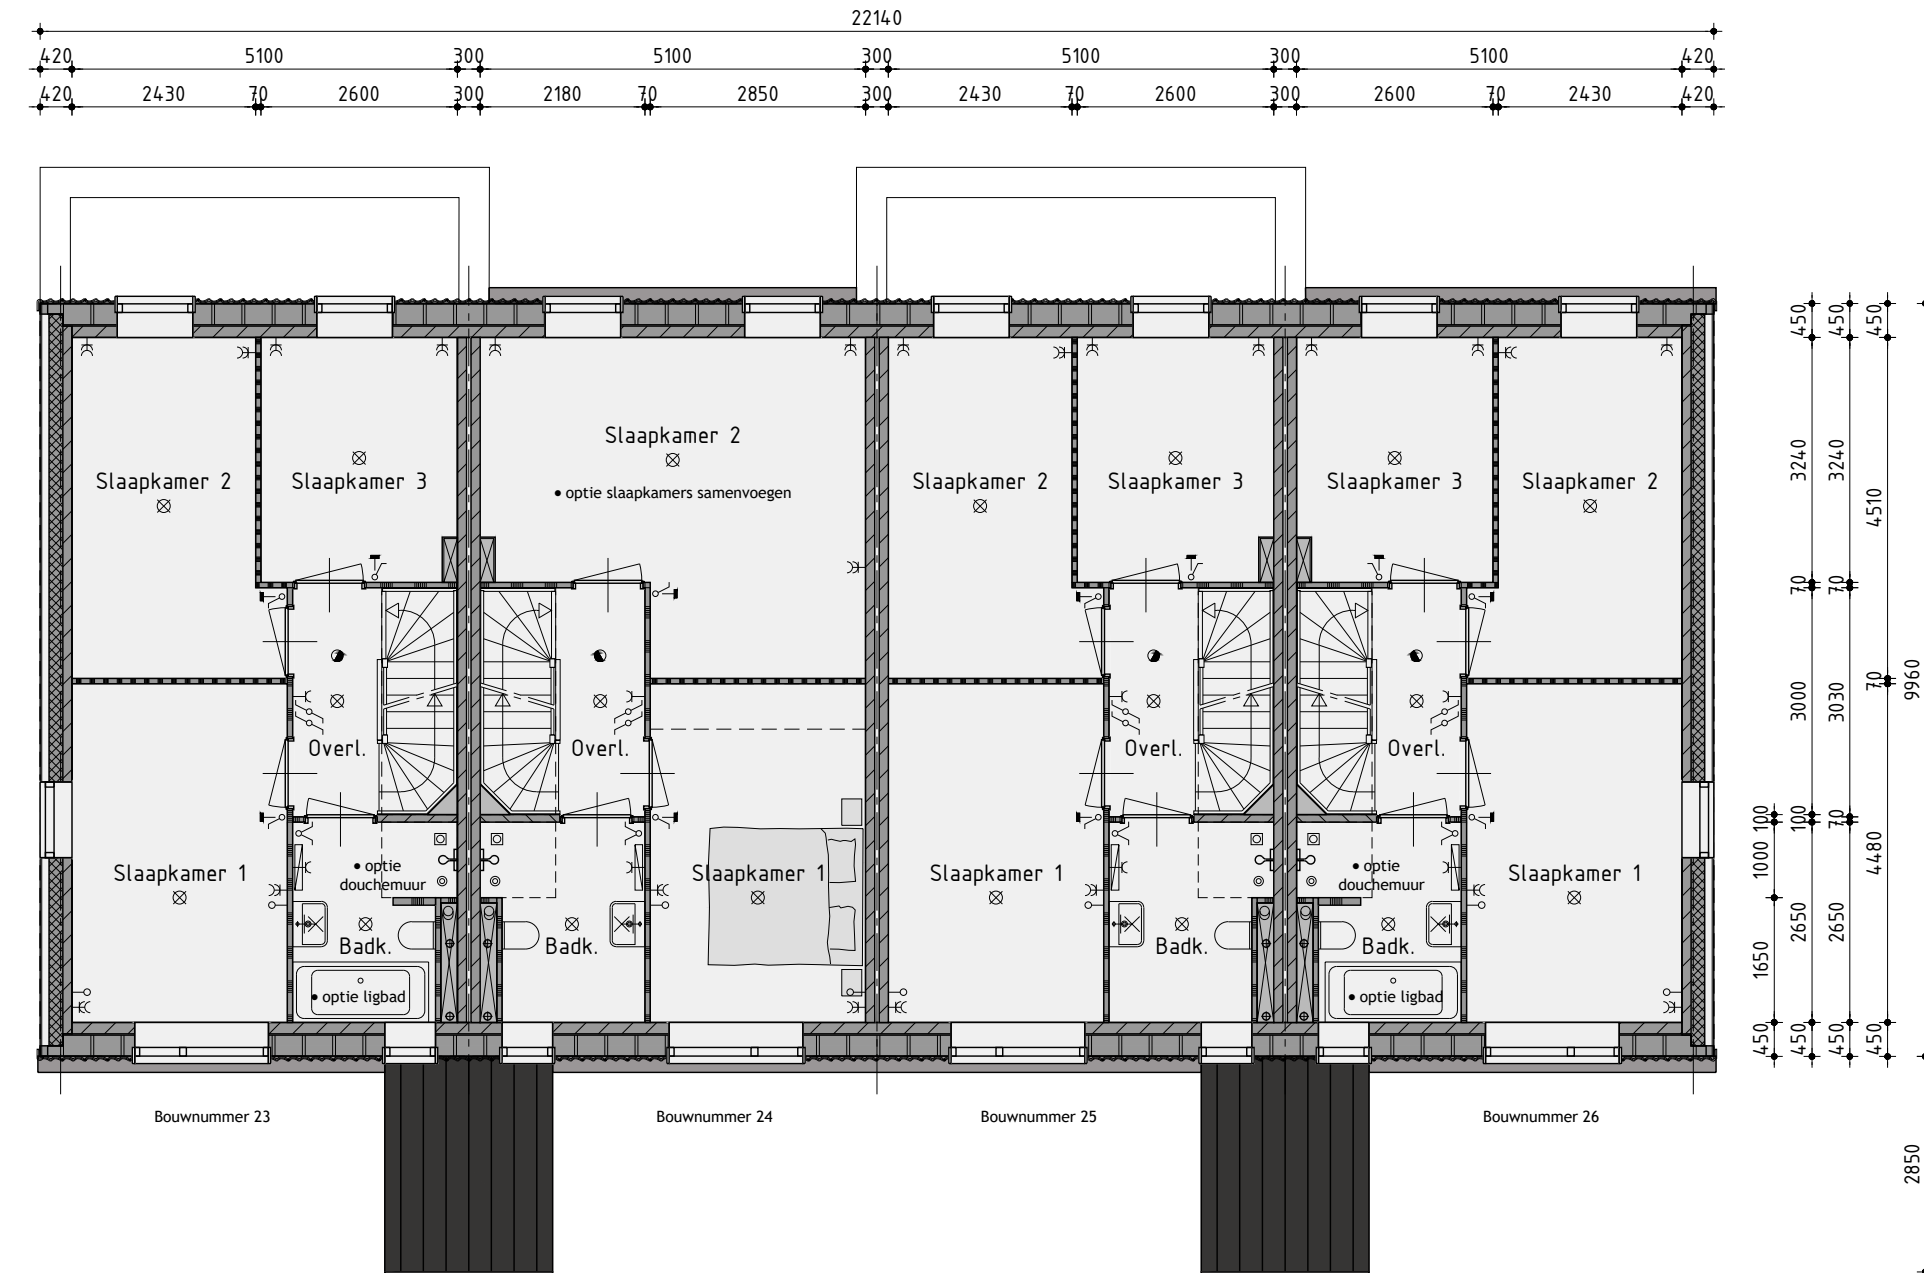 22140
420 5100 300 5100 300 5100 300 5100 420
420 2430 70 2600 300 2180 70 2850 300 2430 70 2600 300 2600 70 2430 420
Slaapkamer 2
Slaapkamer 3
Slaapkamer 2
• optie slaapkamers samenvoegen
Slaapkamer 2
Slaapkamer 3
Slaapkamer 3
Slaapkamer 2
Overl.
Overl.
Overl.
Overl.
Slaapkamer 1
• optie
douchemuur
Slaapkamer 1
Slaapkamer 1
• optie
douchemuur
Slaapkamer 1
Badk.
Badk.
Badk.
Badk.
• optie ligbad
• optie ligbad
Bouwnummer 23
Bouwnummer 24
Bouwnummer 25
Bouwnummer 26
450 1650 1000 100
450 2650 100 3000 70 3240 450
450 2650 70 3030 70 3240 450
450 4480 70 4510 450
2850 9960